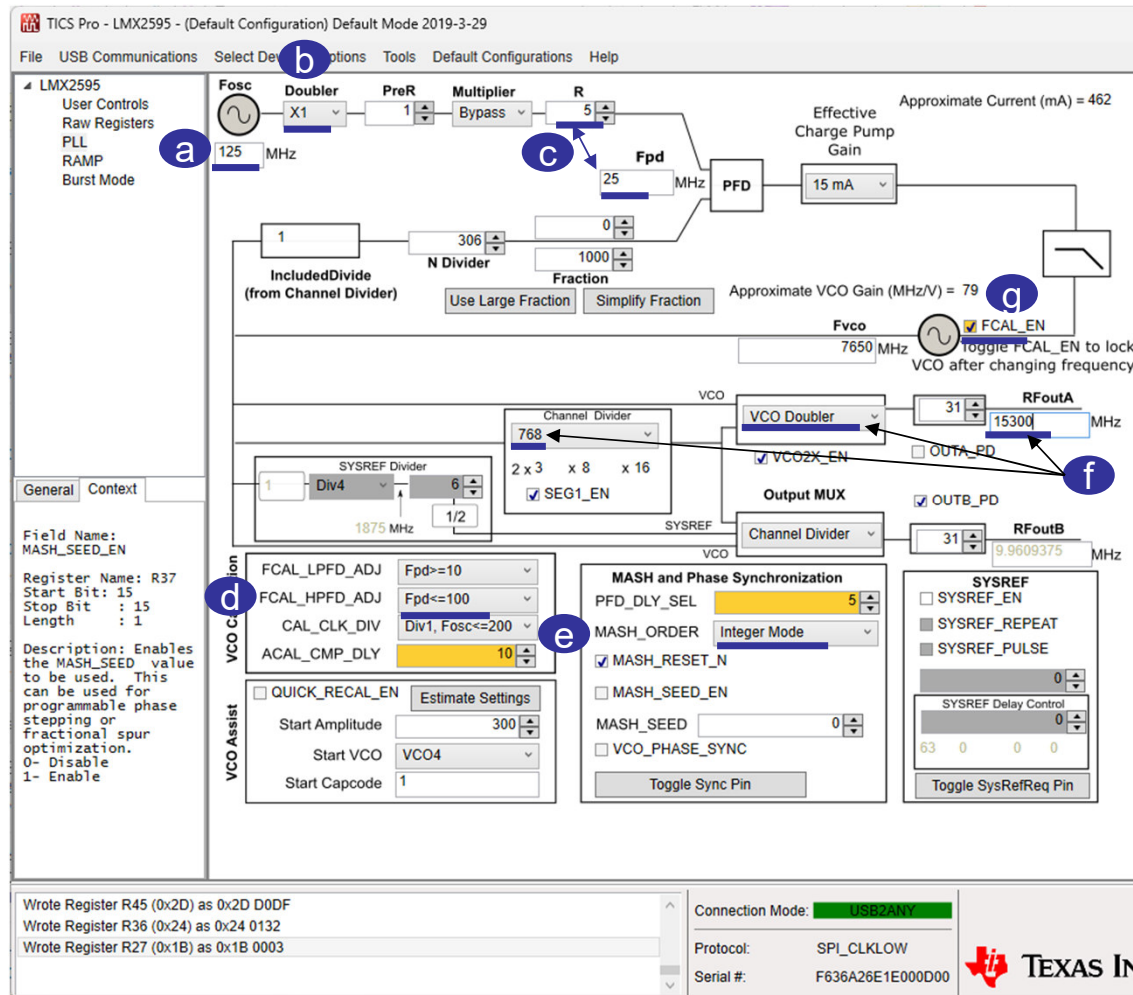 TICS Pro - LMX2595 - (Default Configuration) Default Mode 2019-3-29
File USB Communications Select Dev b ptions Tools Default Configurations Help
LMX2595
User Controls
Raw Registers
PLL
RAMP
Burst Mode
Fosc Doubler PreR Multiplier R
X1 1 Bypass 5
Approximate Current (mA) = 462
Effective
Charge Pump
Gain
a 125 MHz
c
Fpd
25 MHz
PFD
15 mA
1
IncludedDivide
(from Channel Divider)
306
N Divider
0
1000
Fraction
Use Large Fraction Simplify Fraction
Approximate VCO Gain (MHz/V) = 79
g
Fvco
7650 MHz
FCAL_EN
Toggle FCAL_EN to lock
VCO after changing frequency
VCO
Channel Divider
768
2 x 3 x 8 x 16
SEG1_EN
VCO Doubler
VCO2X_EN
31
RFoutA
15300 MHz
OUTA_PD
f
SYSREF Divider
1 Div4 6
1875 MHz
1/2
SYSREF
VCO
Output MUX
Channel Divider
OUTB_PD
31
RFoutB
9.9609375 MHz
General Context
Field Name:
MASH_SEED_EN
Register Name: R37
Start Bit: 15
Stop Bit : 15
Length : 1
Description: Enables
the MASH_SEED value
to be used. This
can be used for
programmable phase
stepping or
fractional spur
optimization.
0- Disable
1- Enable
d
FCAL_LPFD_ADJ Fpd>=10
FCAL_HPFD_ADJ Fpd<=100
CAL_CLK_DIV Div1, Fosc<=200
ACAL_CMP_DLY 10
VCO Assist
QUICK_RECAL_EN Estimate Settings
Start Amplitude 300
Start VCO VCO4
Start Capcode 1
e
MASH and Phase Synchronization
PFD_DLY_SEL 5
MASH_ORDER Integer Mode
MASH_RESET_N
MASH_SEED_EN
MASH_SEED 0
VCO_PHASE_SYNC
Toggle Sync Pin
SYSREF
SYSREF_EN
SYSREF_REPEAT
SYSREF_PULSE
0
SYSREF Delay Control
0
63 0 0 0
Toggle SysRefReq Pin
Wrote Register R45 (0x2D) as 0x2D D0DF
Wrote Register R36 (0x24) as 0x24 0132
Wrote Register R27 (0x1B) as 0x1B 0003
Connection Mode: USB2ANY
Protocol: SPI_CLKLOW
Serial #: F636A26E1E000D00
TEXAS IN